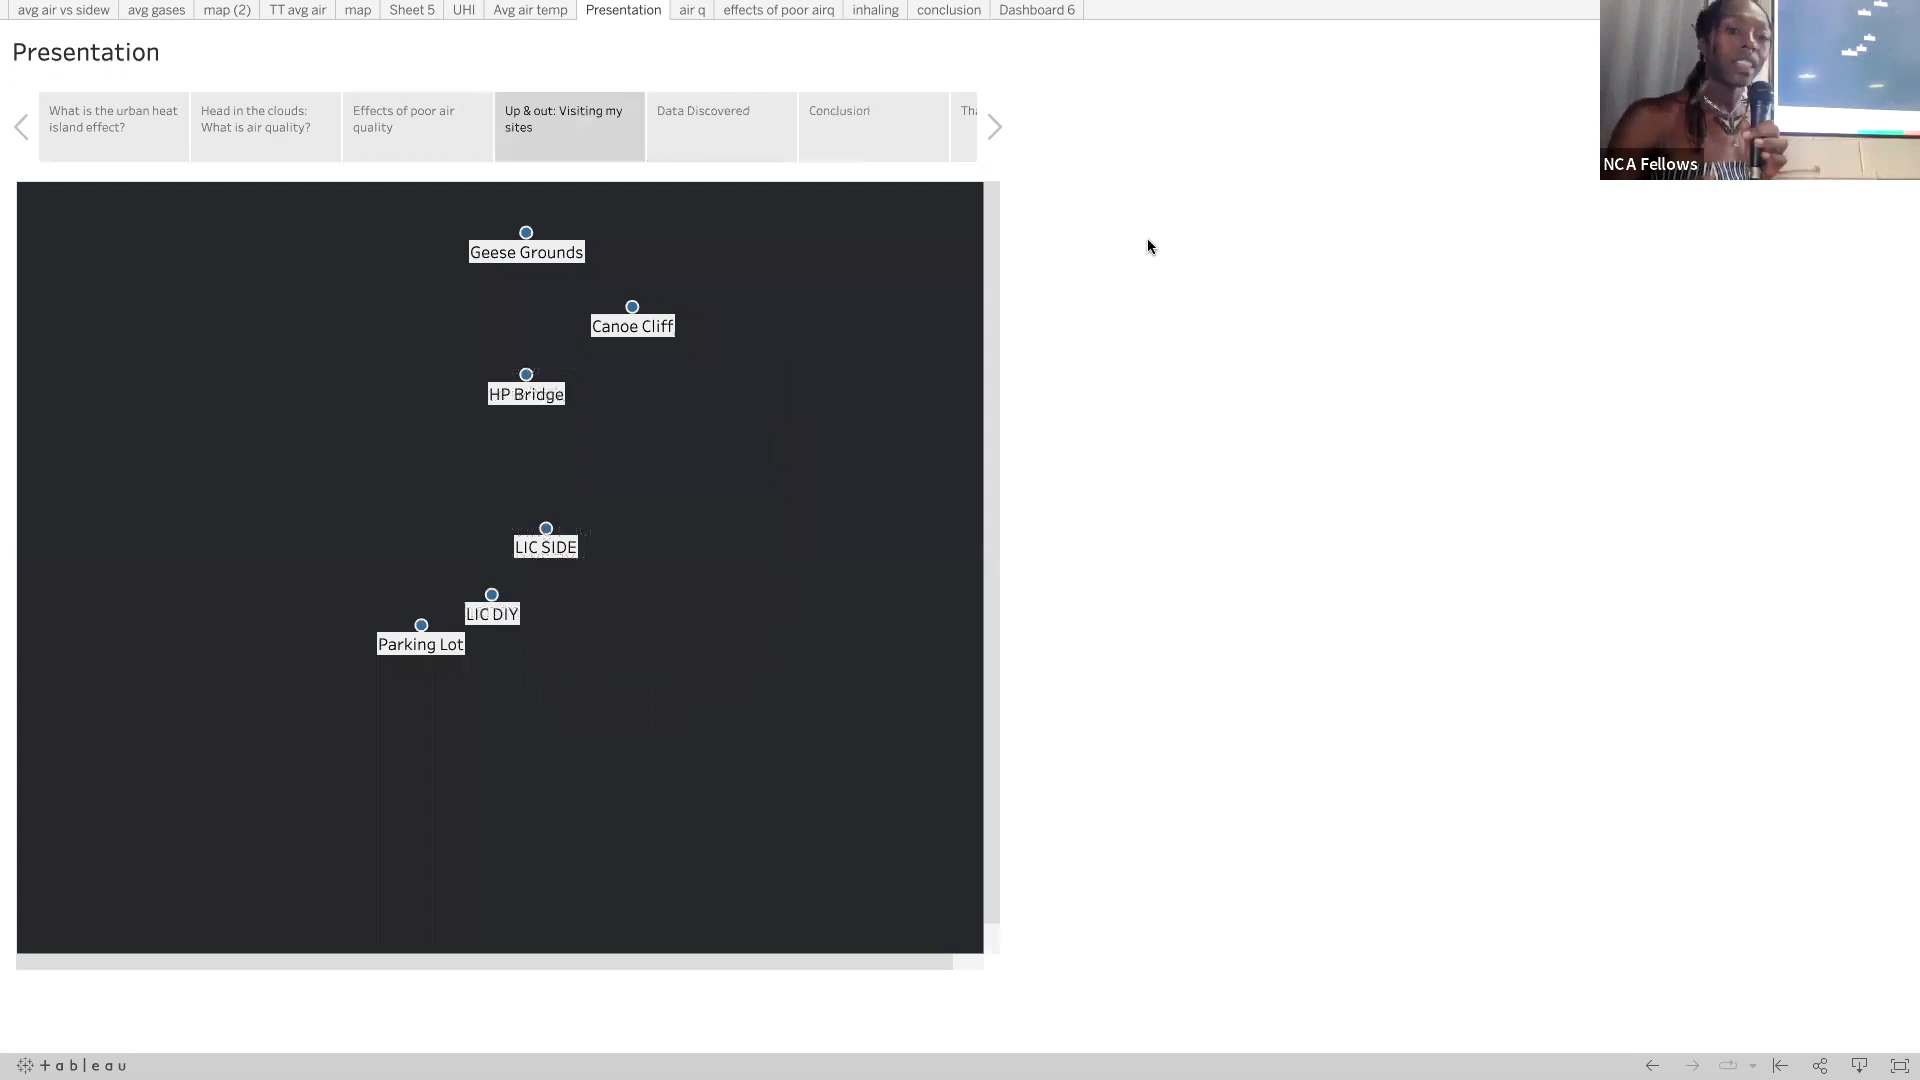 avg air vs sidew
avg gases
map (2)
TT avg air
map
Sheet 5
UHI
Avg air temp
Presentation
air q
effects of poor airq
inhaling
conclusion
Dashboard 6
Presentation
What is the urban heat
island effect?
Head in the clouds:
What is air quality?
Effects of poor air
quality
Up & out: Visiting my
sites
Data Discovered
Conclusion
Tha
NCA Fellows
Geese Grounds
Canoe Cliff
HP Bridge
LIC SIDE
LIC DIY
Parking Lot
+ableau